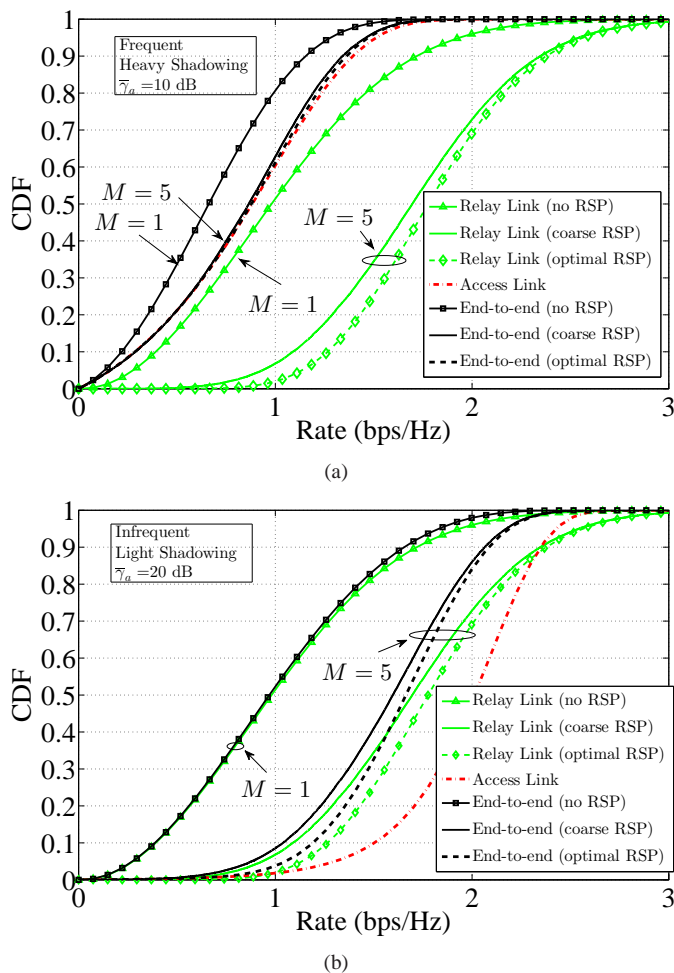 1
0.9
0.8
0.7
0.6
0.5
0.4
0.3
0.2
0.1
0
CDF
Frequent
Heavy Shadowing
γ̅ₐ =10 dB
M = 5
M = 1
M = 5
M = 1
Relay Link (no RSP)
Relay Link (coarse RSP)
Relay Link (optimal RSP)
Access Link
End-to-end (no RSP)
End-to-end (coarse RSP)
End-to-end (optimal RSP)
0 1 2 3
Rate (bps/Hz)
(a)
1
0.9
0.8
0.7
0.6
0.5
0.4
0.3
0.2
0.1
0
CDF
Infrequent
Light Shadowing
γ̅ₐ =20 dB
M = 5
M = 1
Relay Link (no RSP)
Relay Link (coarse RSP)
Relay Link (optimal RSP)
Access Link
End-to-end (no RSP)
End-to-end (coarse RSP)
End-to-end (optimal RSP)
0 1 2 3
Rate (bps/Hz)
(b)